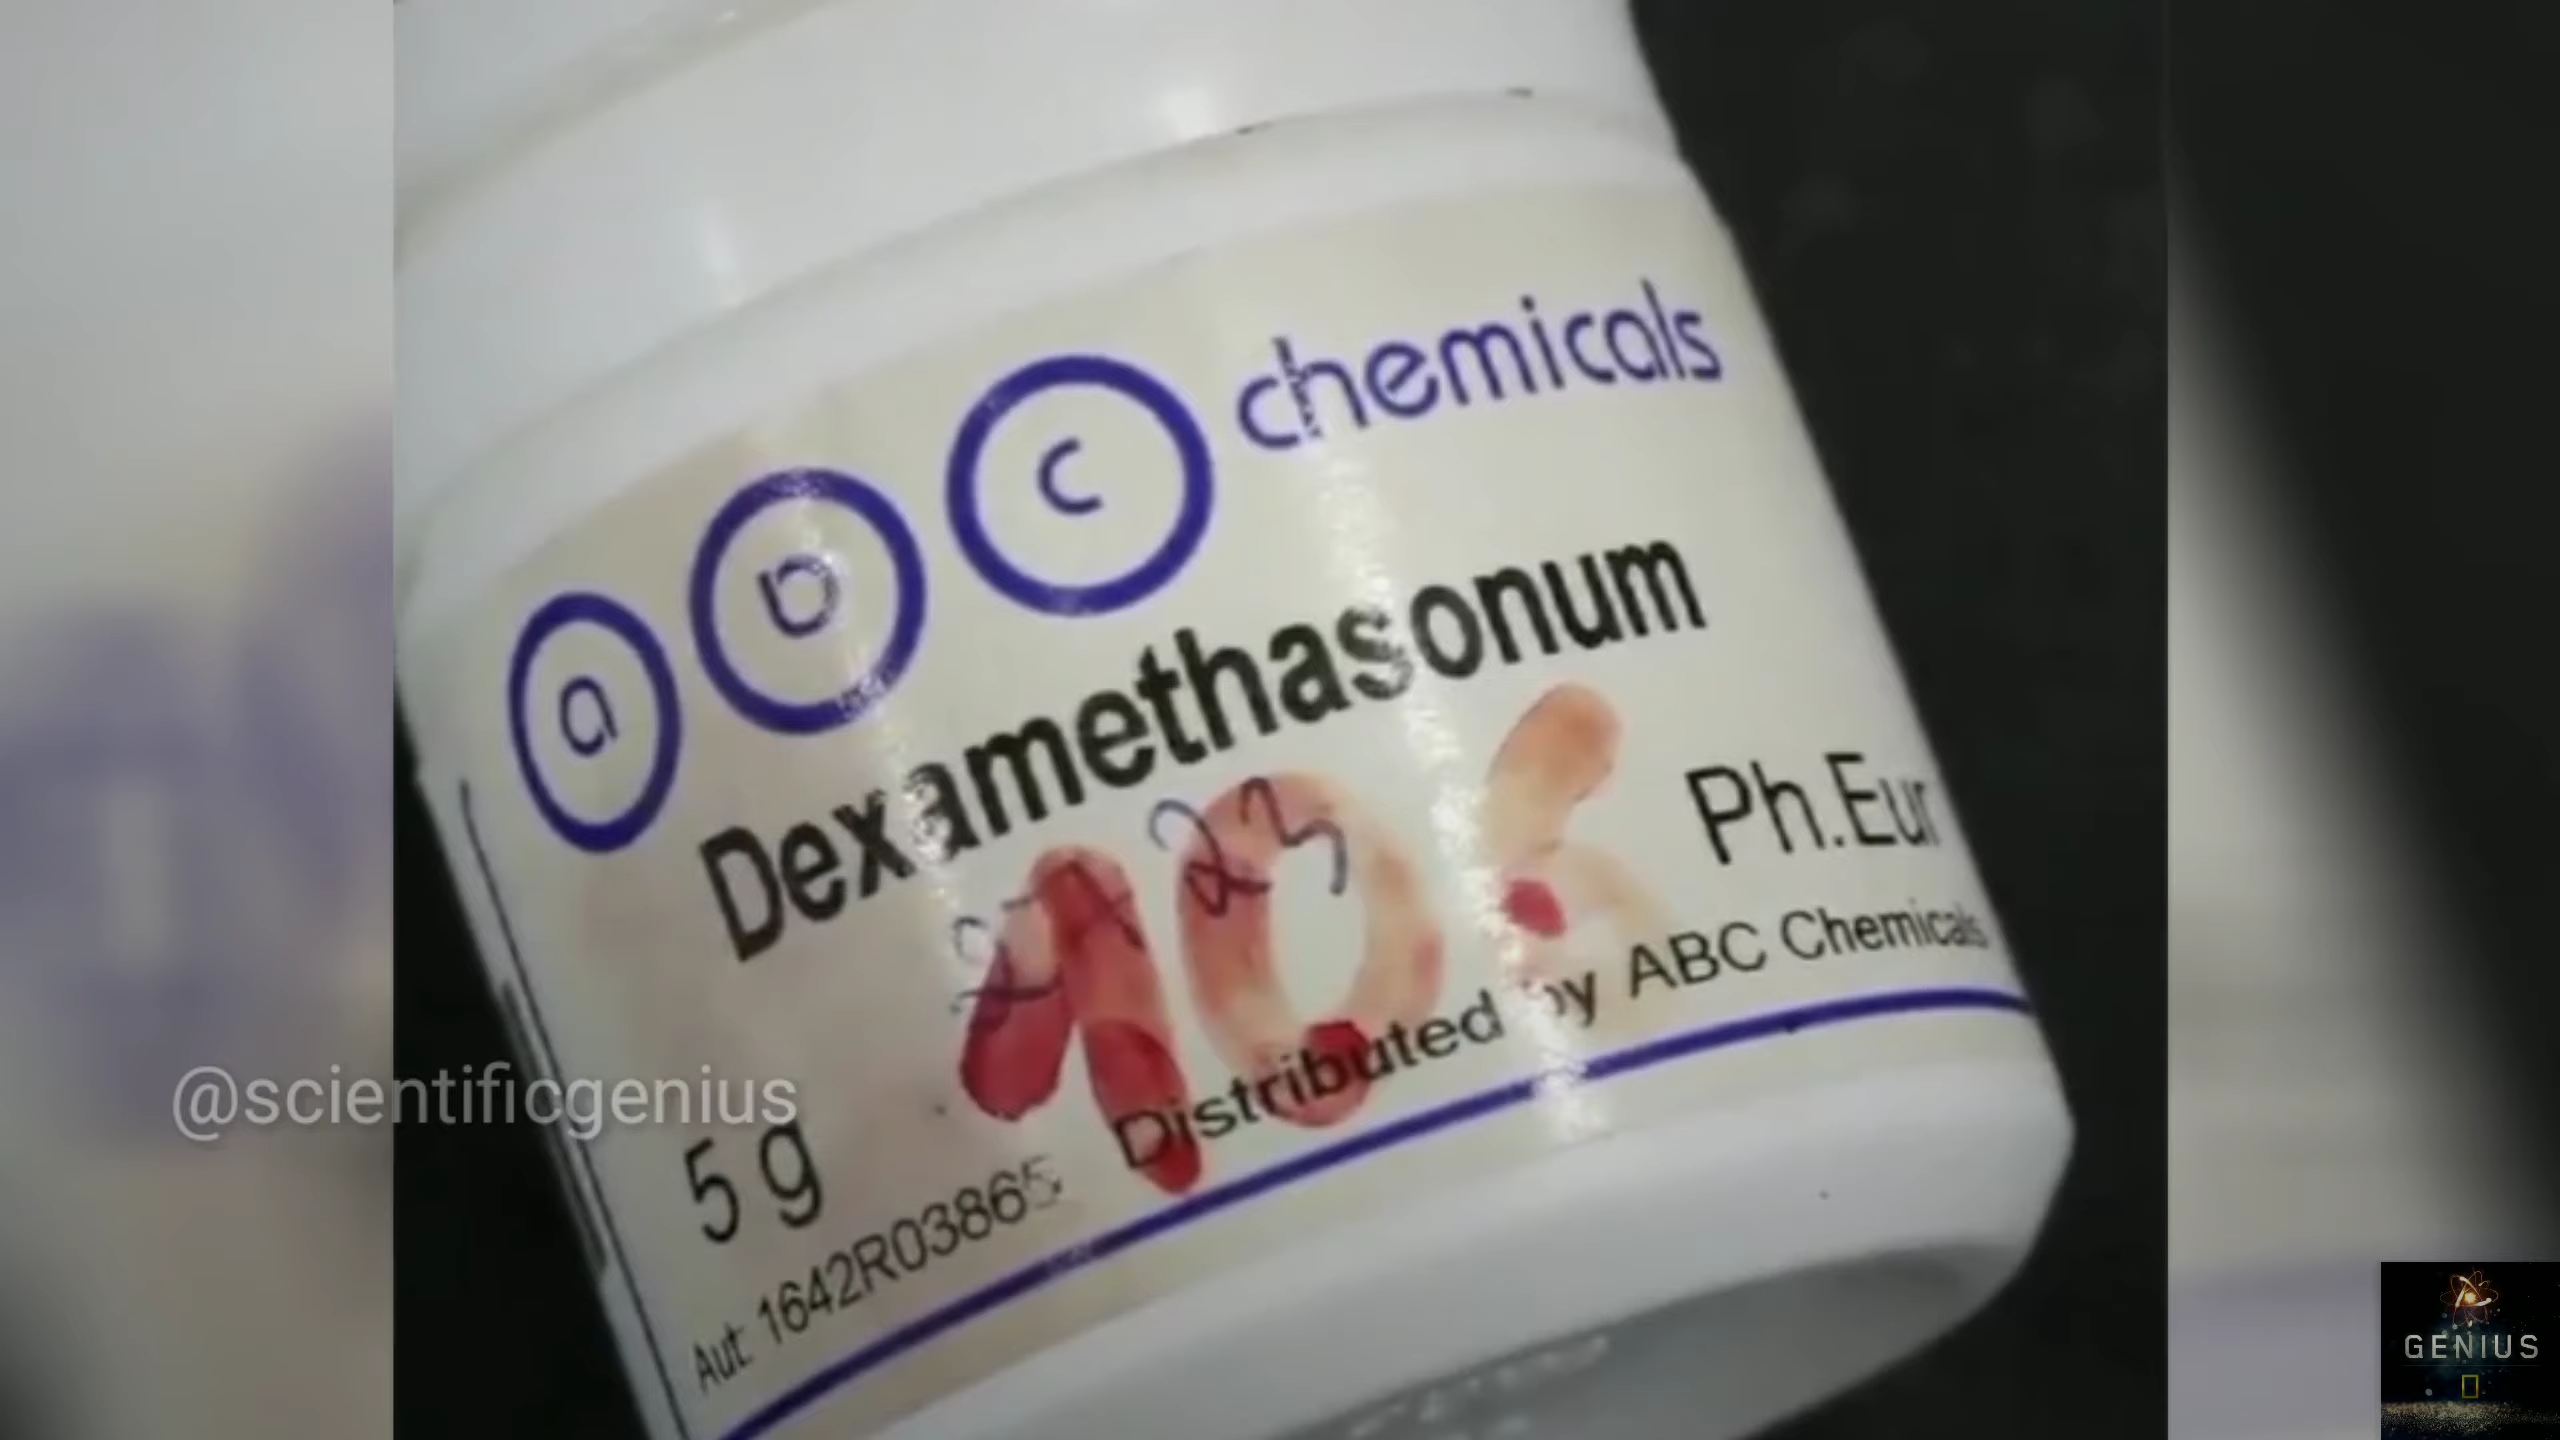 a b c chemicals
Dexamethasonum
Ph.Eur
5 g
Distributed by ABC Chemicals
Aut: 1642R03865
@scientificgenius
GENIUS